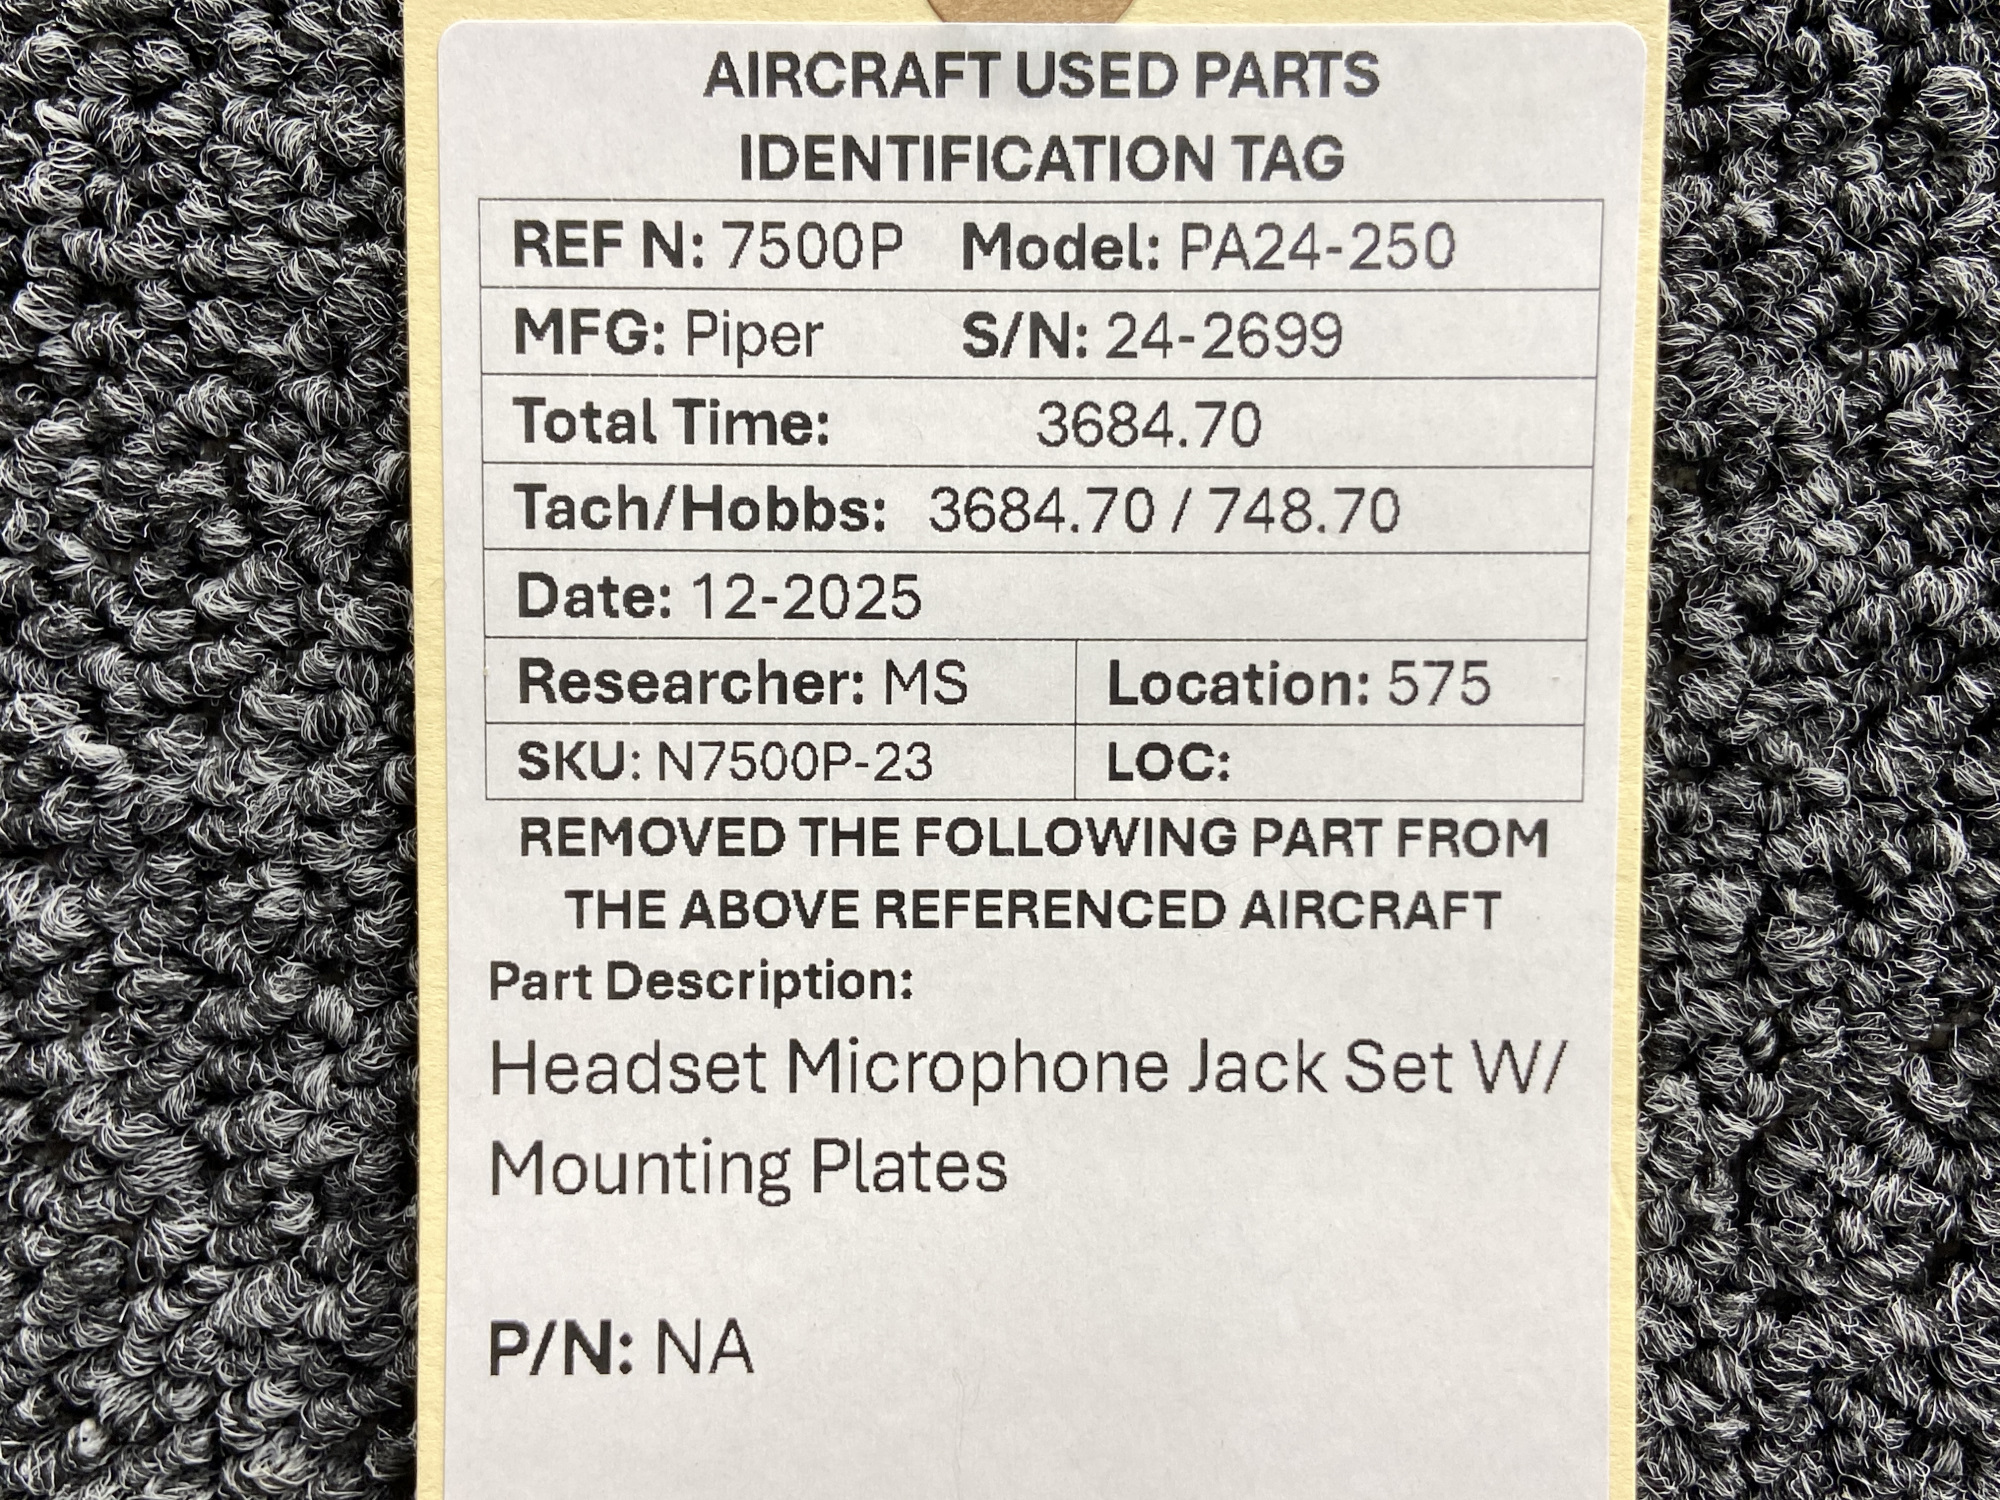 AIRCRAFT USED PARTS
IDENTIFICATION TAG
REF N: 7500P Model: PA24-250
MFG: Piper S/N: 24-2699
Total Time: 3684.70
Tach/Hobbs: 3684.70 / 748.70
Date: 12-2025
Researcher: MS Location: 575
SKU: N7500P-23 LOC:
REMOVED THE FOLLOWING PART FROM
THE ABOVE REFERENCED AIRCRAFT
Part Description:
Headset Microphone Jack Set W/
Mounting Plates
P/N: NA